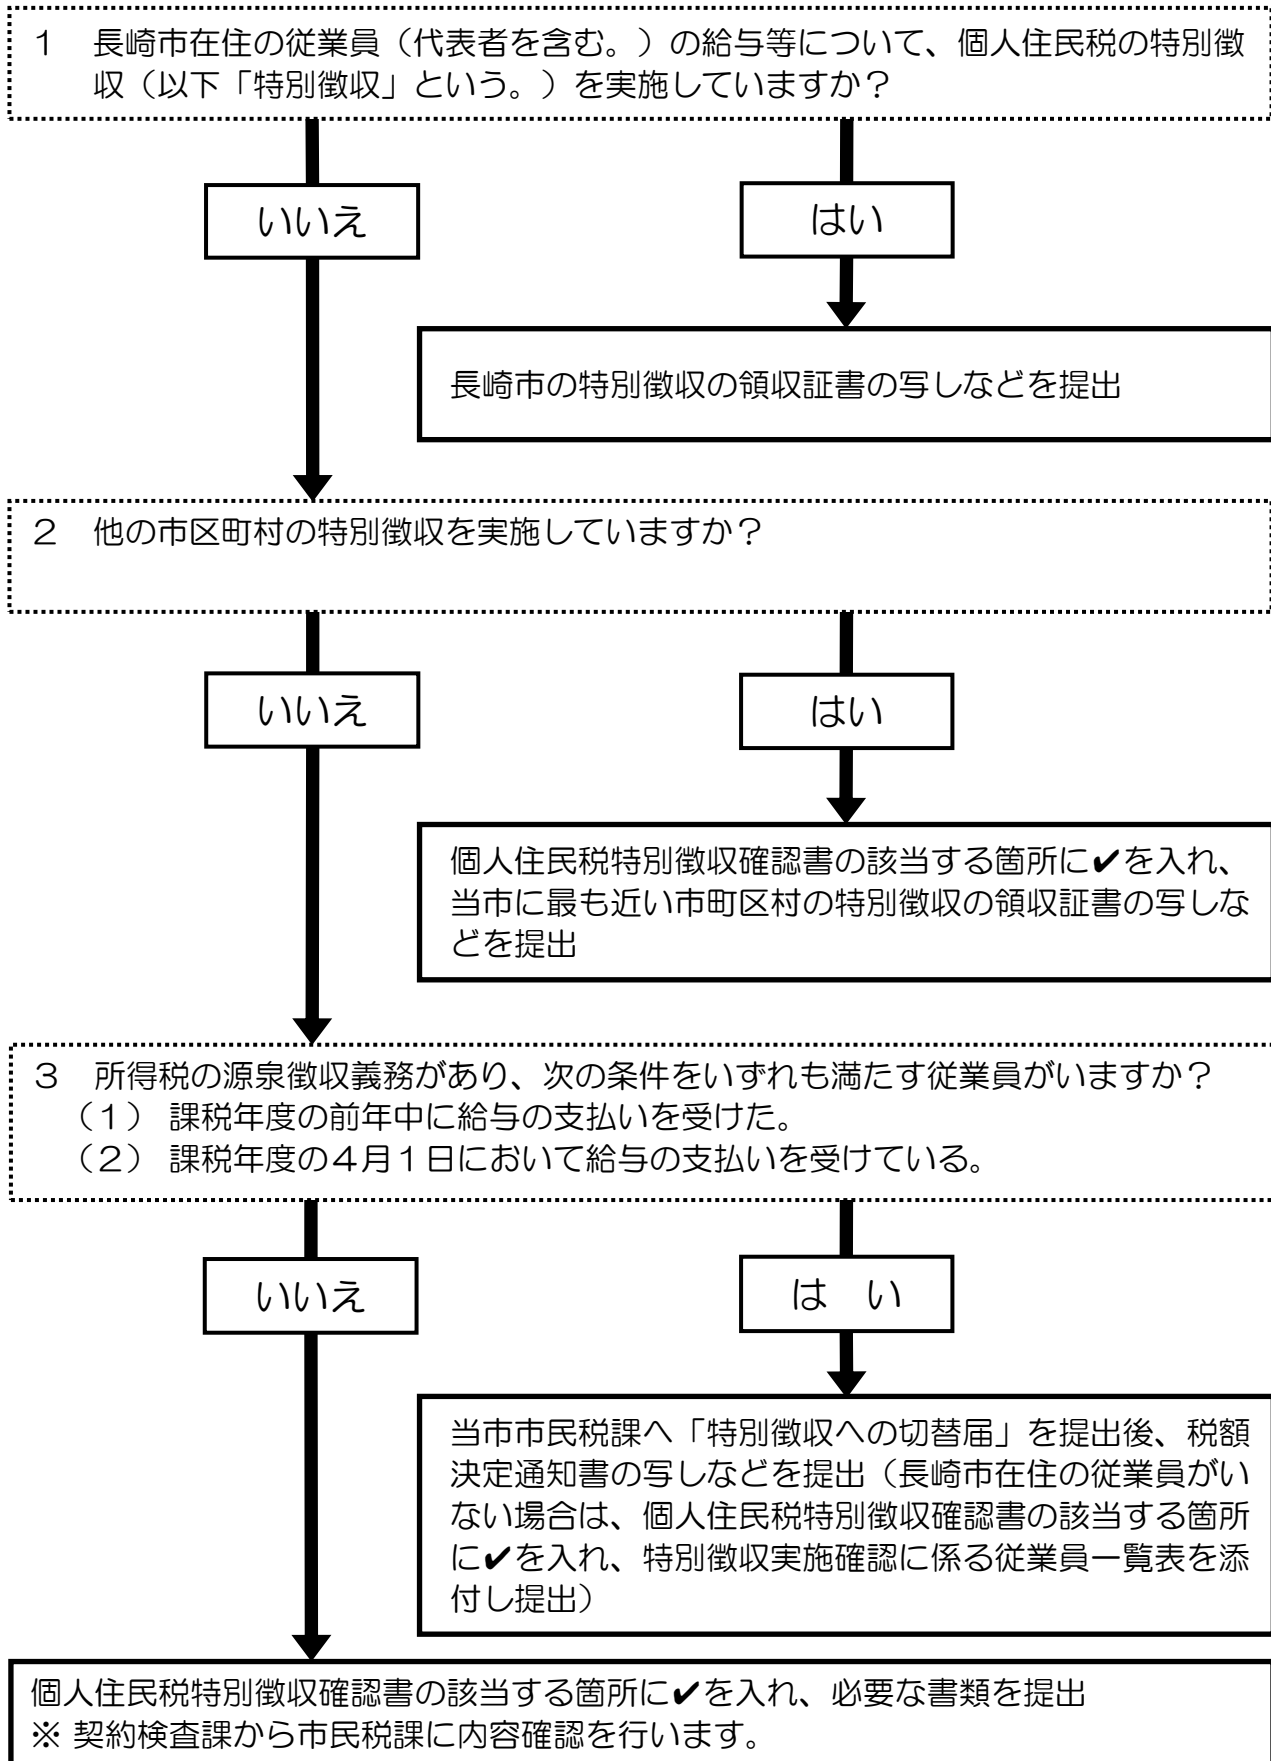 １　長崎市在住の従業員（代表者を含む。）の給与等について、個人住民税の特別徴
収（以下「特別徴収」という。）を実施していますか？
いいえ
はい
長崎市の特別徴収の領収証書の写しなどを提出
２　他の市区町村の特別徴収を実施していますか？
いいえ
はい
個人住民税特別徴収確認書の該当する箇所に✔を入れ、
当市に最も近い市町区村の特別徴収の領収証書の写しな
どを提出
３　所得税の源泉徴収義務があり、次の条件をいずれも満たす従業員がいますか？
（１） 課税年度の前年中に給与の支払いを受けた。
（２） 課税年度の４月１日において給与の支払いを受けている。
いいえ
は　い
当市市民税課へ「特別徴収への切替届」を提出後、税額
決定通知書の写しなどを提出（長崎市在住の従業員がい
ない場合は、個人住民税特別徴収確認書の該当する箇所
に✔を入れ、特別徴収実施確認に係る従業員一覧表を添
付し提出）
個人住民税特別徴収確認書の該当する箇所に✔を入れ、必要な書類を提出
※ 契約検査課から市民税課に内容確認を行います。